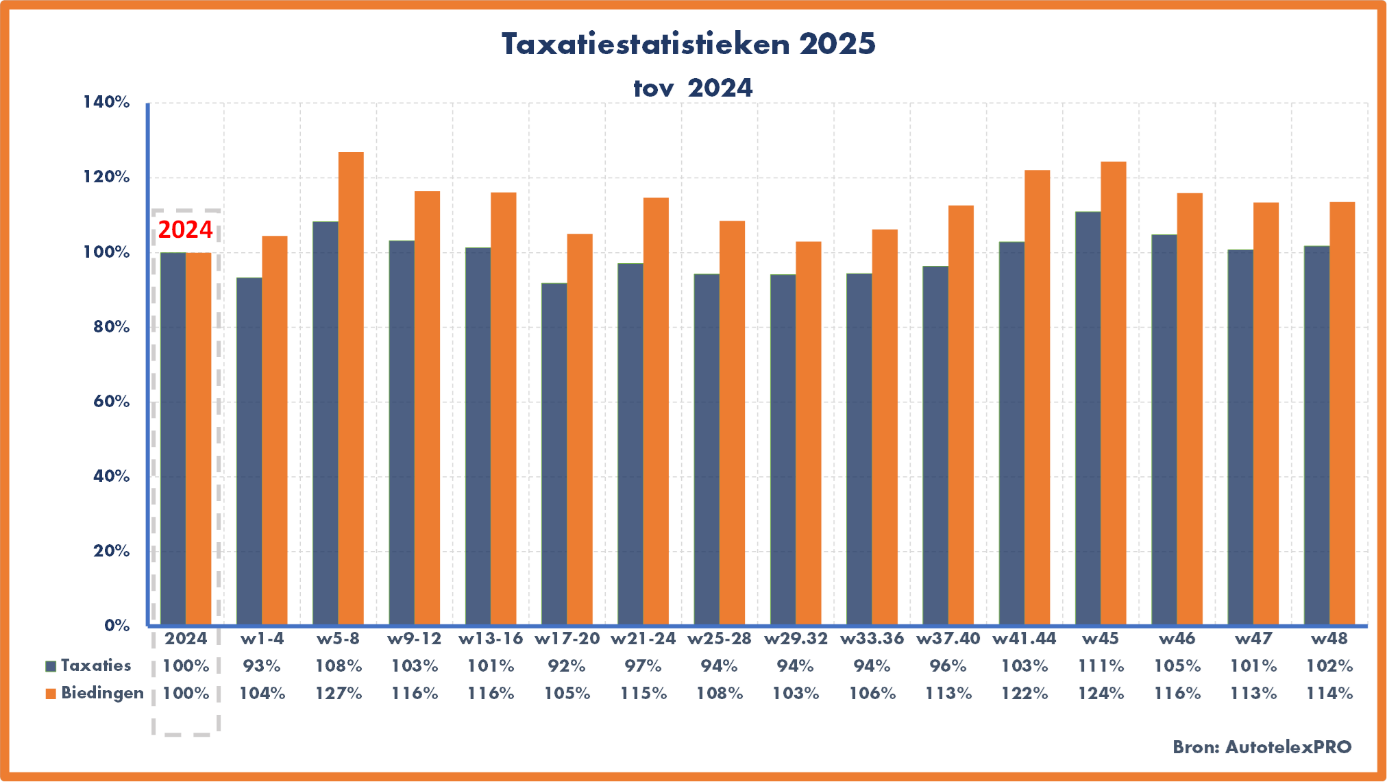 Taxatiestatistieken 2025
tov 2024
140%
120%
100%
80%
60%
40%
20%
0%
2024
2024 w1-4 w5-8 w9-12 w13-16 w17-20 w21-24 w25-28 w29.32 w33.36 w37.40 w41.44 w45 w46 w47 w48
Taxaties 100% 93% 108% 103% 101% 92% 97% 94% 94% 94% 96% 103% 111% 105% 101% 102%
Biedingen 100% 104% 127% 116% 116% 105% 115% 108% 103% 106% 113% 122% 124% 116% 113% 114%
Bron: AutotelexPRO